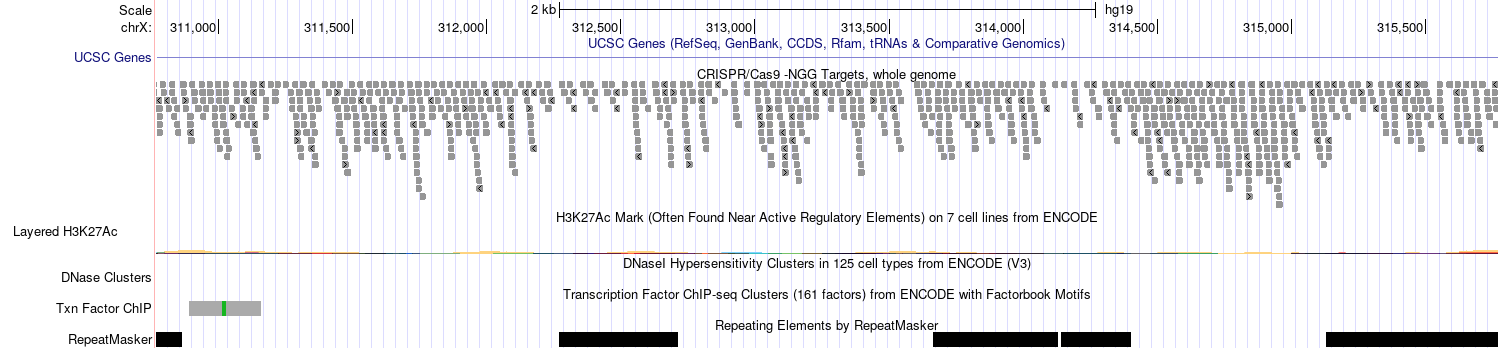 Scale 2 kb hg19
chrX: 311,000 311,500 312,000 312,500 313,000 313,500 314,000 314,500 315,000 315,500
UCSC Genes (RefSeq, GenBank, CCDS, Rfam, tRNAs & Comparative Genomics)
UCSC Genes
CRISPR/Cas9 -NGG Targets, whole genome
H3K27Ac Mark (Often Found Near Active Regulatory Elements) on 7 cell lines from ENCODE
Layered H3K27Ac
DNaseI Hypersensitivity Clusters in 125 cell types from ENCODE (V3)
DNase Clusters
Transcription Factor ChIP-seq Clusters (161 factors) from ENCODE with Factorbook Motifs
Txn Factor ChIP
Repeating Elements by RepeatMasker
RepeatMasker